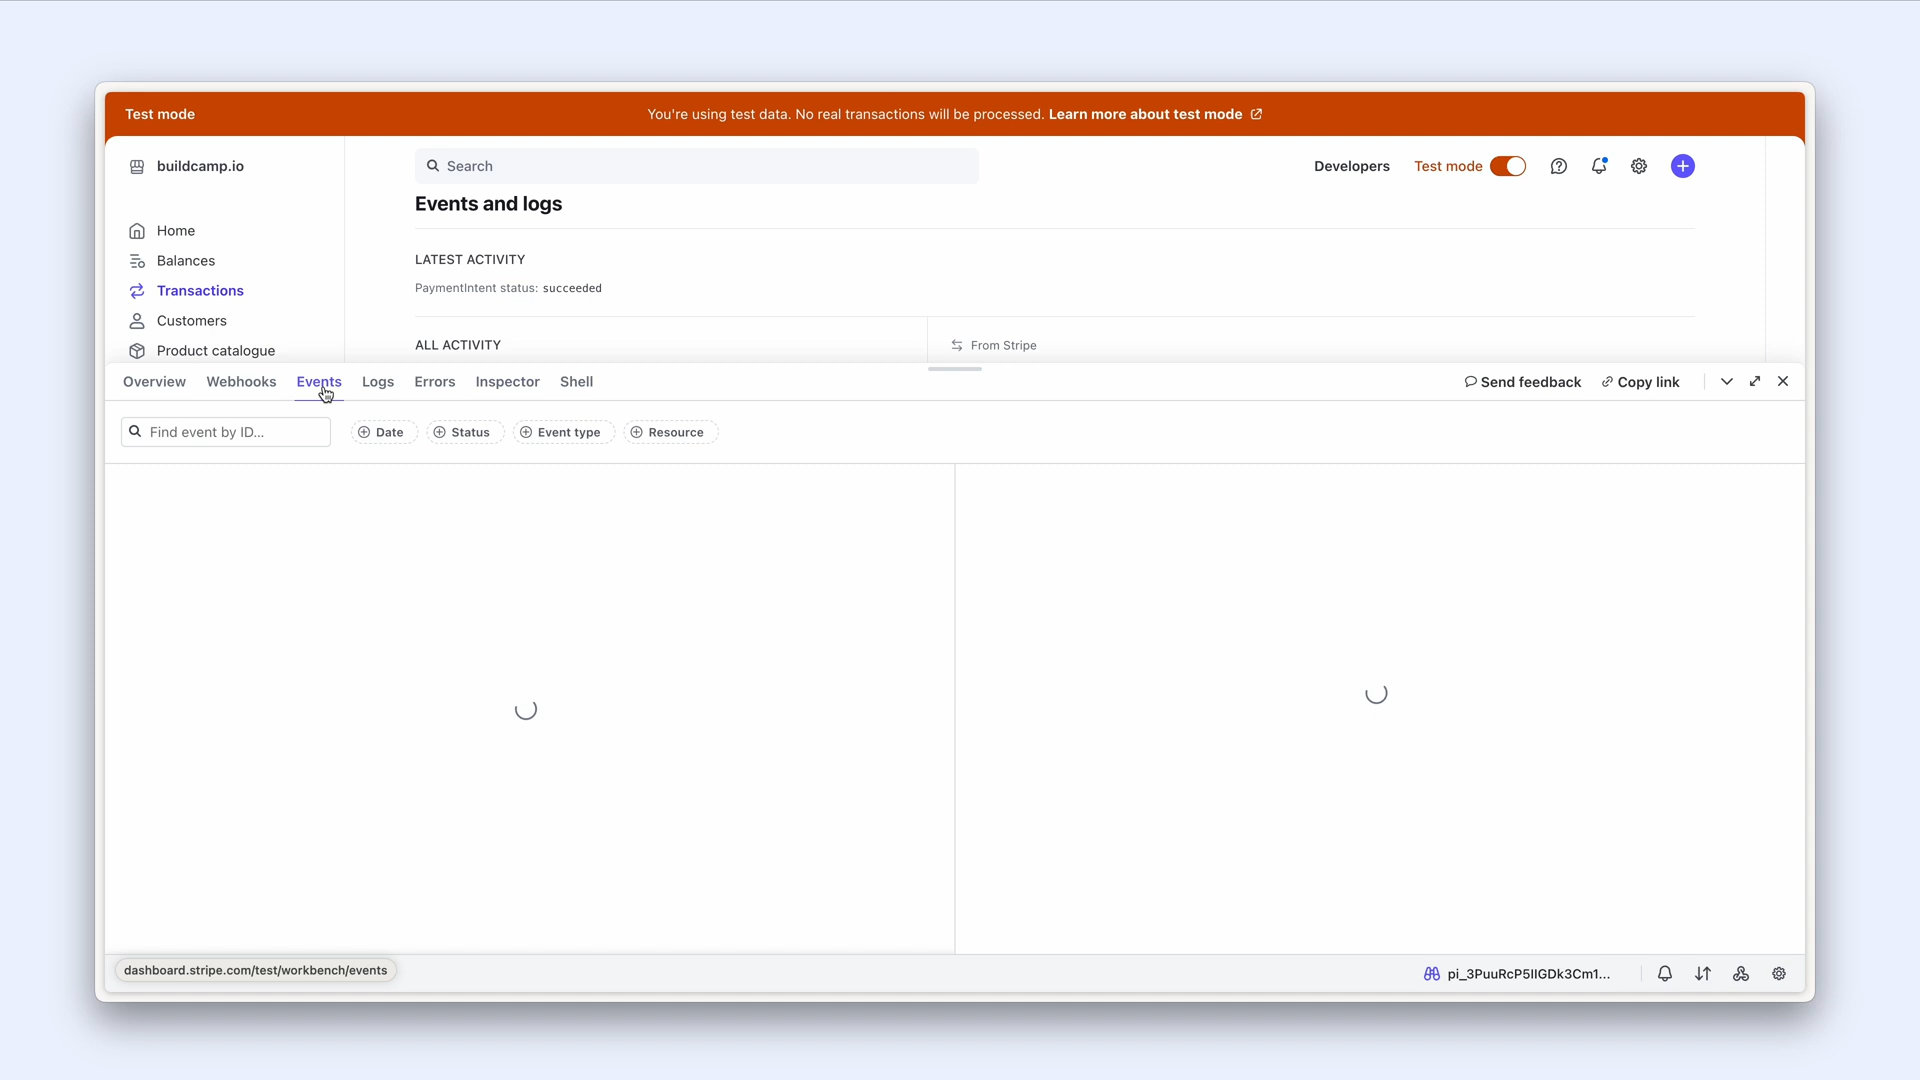 Test mode
You're using test data. No real transactions will be processed. Learn more about test mode
buildcamp.io
Search
Developers
Test mode
Events and logs
Home
Balances
Transactions
Customers
Product catalogue
LATEST ACTIVITY
PaymentIntent status: succeeded
ALL ACTIVITY
From Stripe
Overview
Webhooks
Events
Logs
Errors
Inspector
Shell
Send feedback
Copy link
Find event by ID...
Date
Status
Event type
Resource
dashboard.stripe.com/test/workbench/events
pi_3PuuRcP5IIGDk3Cm1...